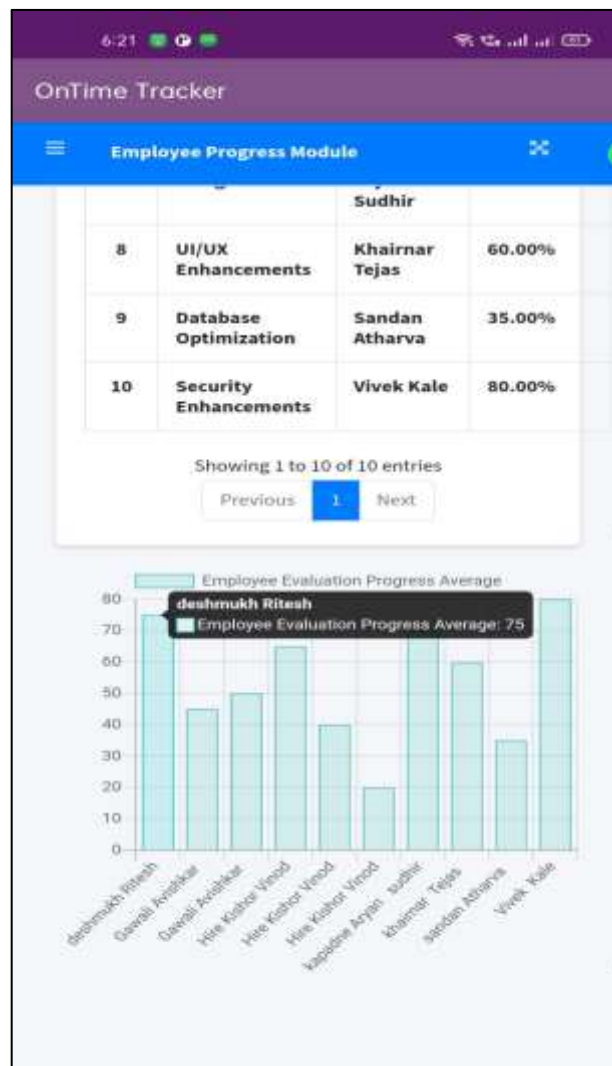 6:21
OnTime Tracker
Employee Progress Module
Sudhir
8 UI/UX Khairnar 60.00%
Enhancements Tejas
9 Database Sandan 35.00%
Optimization Atharva
10 Security Vivek Kale 80.00%
Enhancements
Showing 1 to 10 of 10 entries
Previous 1 Next
Employee Evaluation Progress Average
80
deshmukh Ritesh
Employee Evaluation Progress Average: 75
70
60
50
40
30
20
10
0
deshmukh Ritesh
Gawali Avishkar
Gawali Avishkar
Hire Kishor Vinod
Hire Kishor Vinod
Hire Kishor Vinod
kapadne Aryan sudhir
khairnar Tejas
sandan Atharva
Vivek Kale